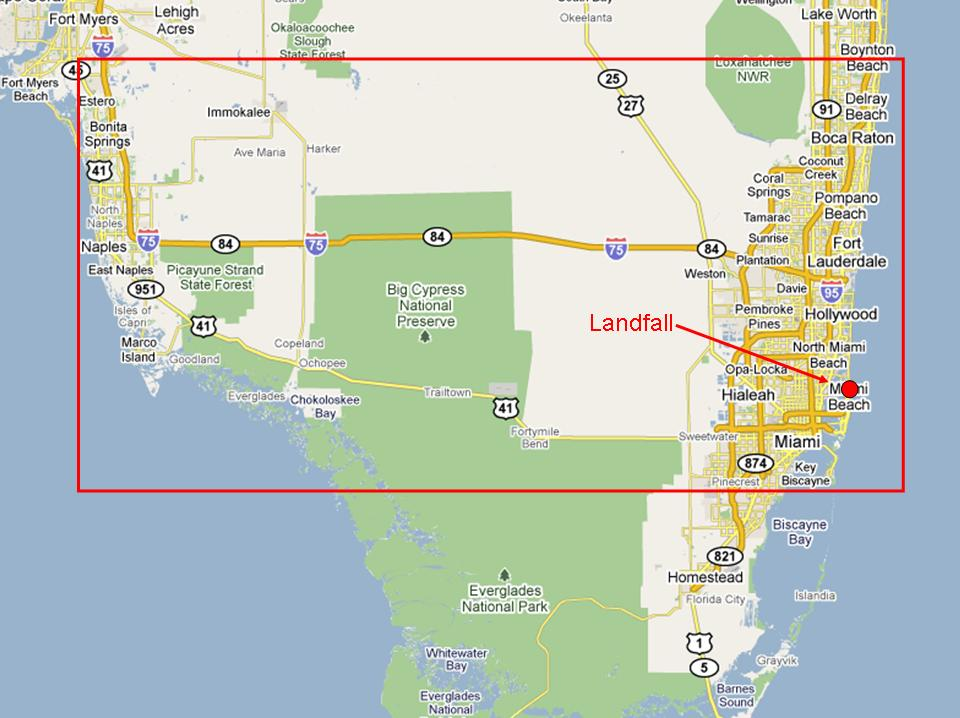 Fort Myers
Lehigh
Acres
75
Okaloacoochee
Slough
State Forest
Okeelanta
Lake Worth
Boynton
Beach
45
Fort Myers
Beach
Loxahatchee
NWR
25
27
91
Delray
Beach
Estero
Immokalee
Bonita
Springs
Boca Raton
Ave Maria
Harker
Coconut
Creek
41
Coral
Springs
Pompano
Beach
North
Naples
Tamarac
Naples
75
84
75
84
75
84
Sunrise
Fort
Lauderdale
Plantation
East Naples
Picayune Strand
State Forest
Weston
951
Big Cypress
National
Preserve
Davie
95
Isles of
Capri
41
Pembroke
Pines
Hollywood
Landfall
Marco
Island
Goodland
Copeland
Ochopee
North Miami
Beach
Opa-Locka
Everglades
Chokoloskee
Bay
Trailtown
41
Hialeah
Beach
Fortymile
Bend
Sweetwater
Miami
874
Key
Biscayne
Pinecrest
Biscayne
Bay
821
Homestead
Everglades
National Park
Florida City
Islandia
1
5
Whitewater
Bay
Grayvik
Everglades
National
Barnes
Sound